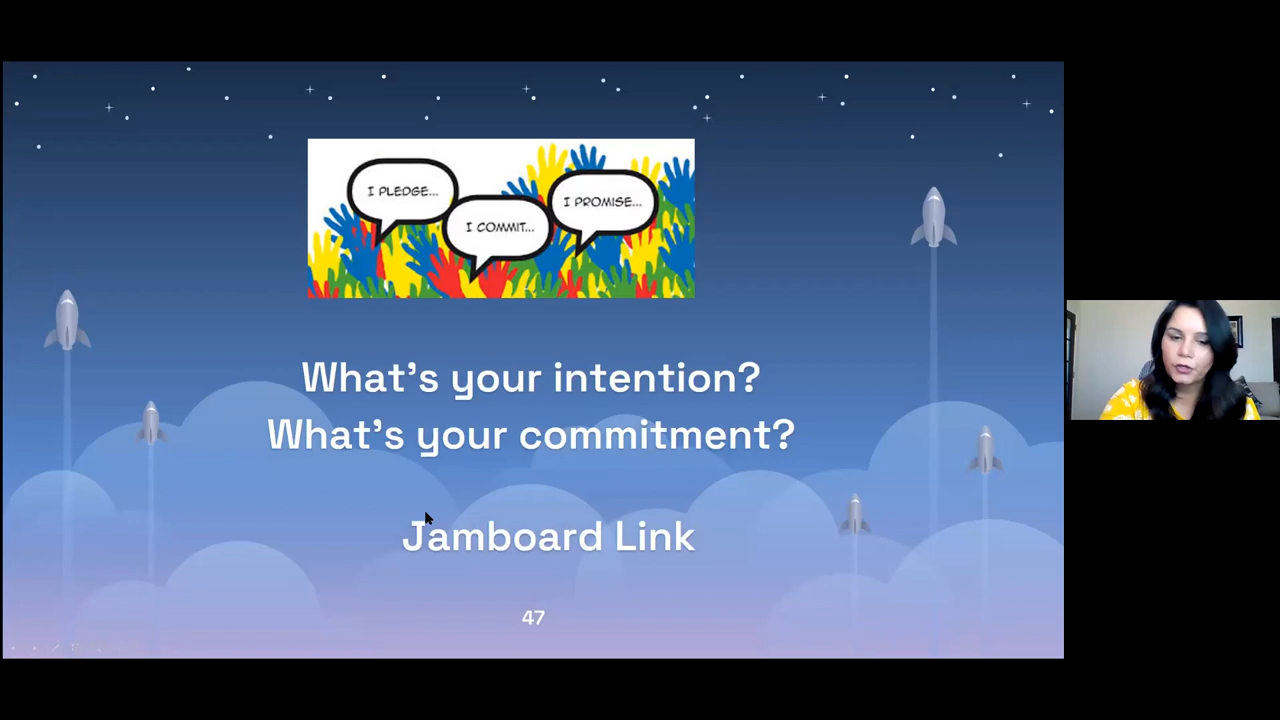 I PLEDGE...
I COMMIT...
I PROMISE...
What's your intention?
What's your commitment?
Jamboard Link
47